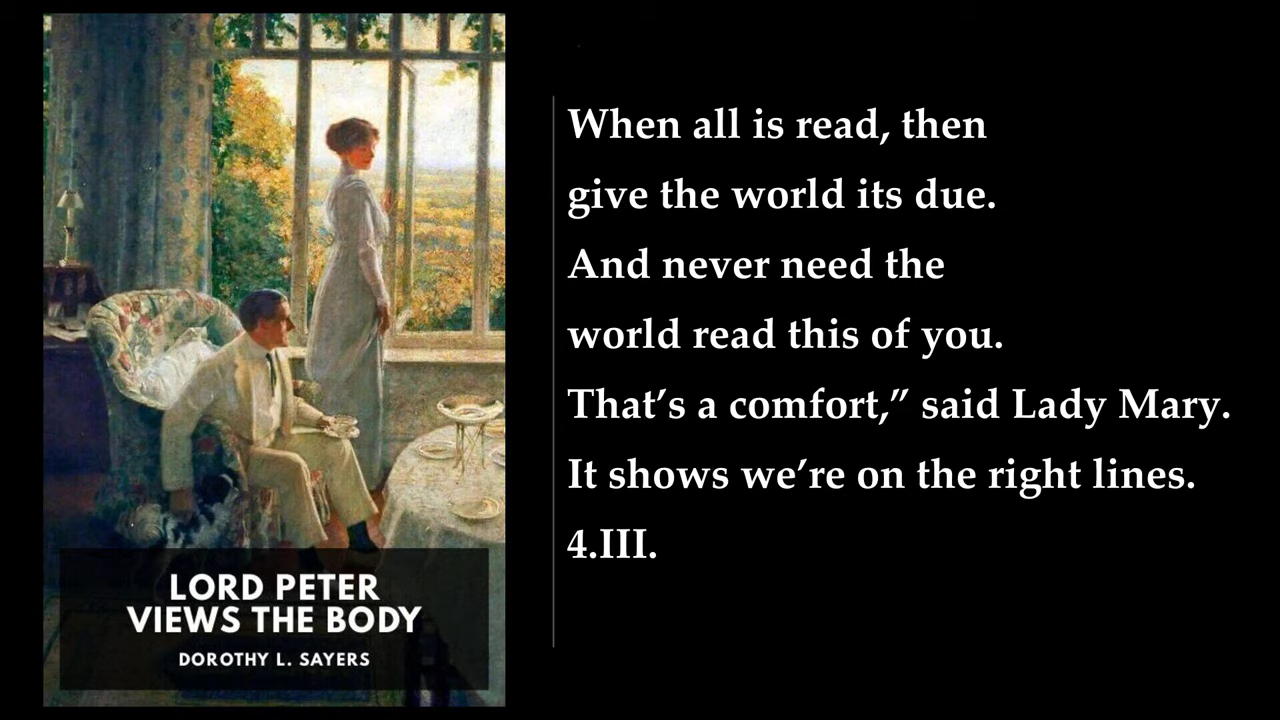 LORD PETER
VIEWS THE BODY
DOROTHY L. SAYERS
When all is read, then
give the world its due.
And never need the
world read this of you.
That’s a comfort,” said Lady Mary.
It shows we’re on the right lines.
4.III.